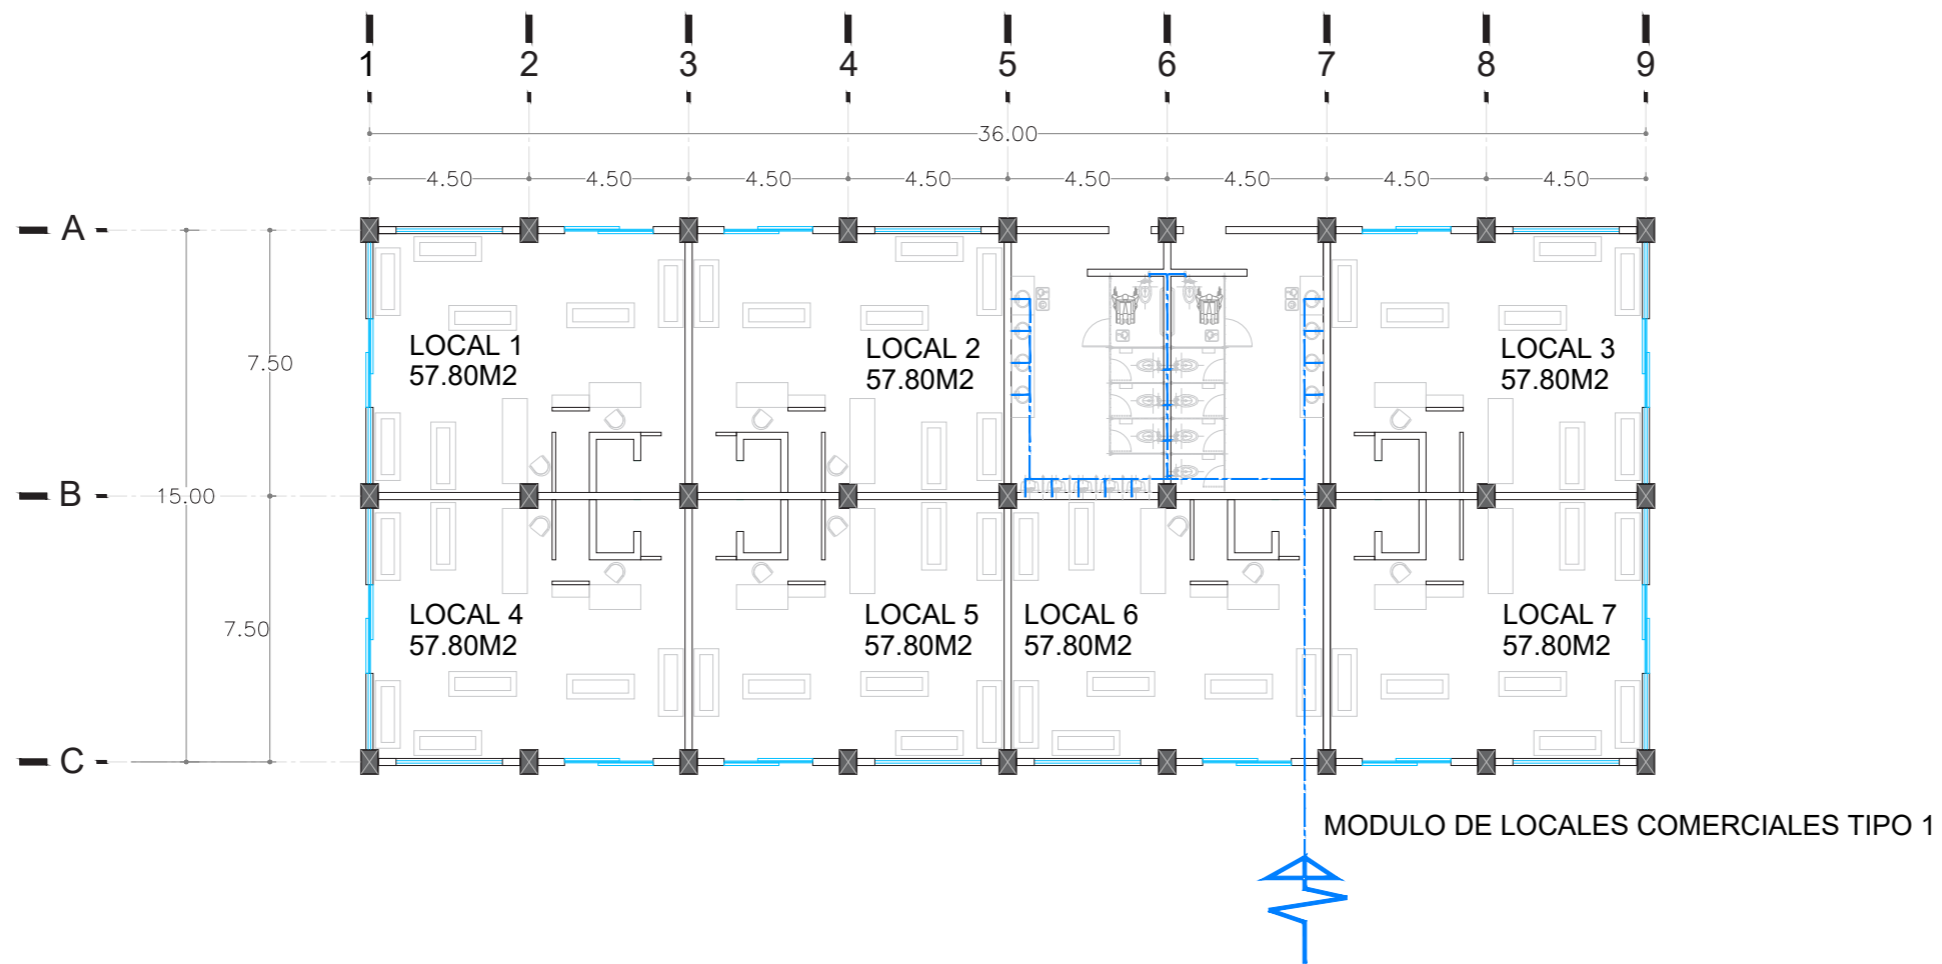 1 2 3 4 5 6 7 8 9
36.00
4.50 4.50 4.50 4.50 4.50 4.50 4.50 4.50
A
LOCAL 1
57.80M2
LOCAL 2
57.80M2
LOCAL 3
57.80M2
7.50
B
15.00
LOCAL 4
57.80M2
LOCAL 5
57.80M2
LOCAL 6
57.80M2
LOCAL 7
57.80M2
7.50
C
MODULO DE LOCALES COMERCIALES TIPO 1